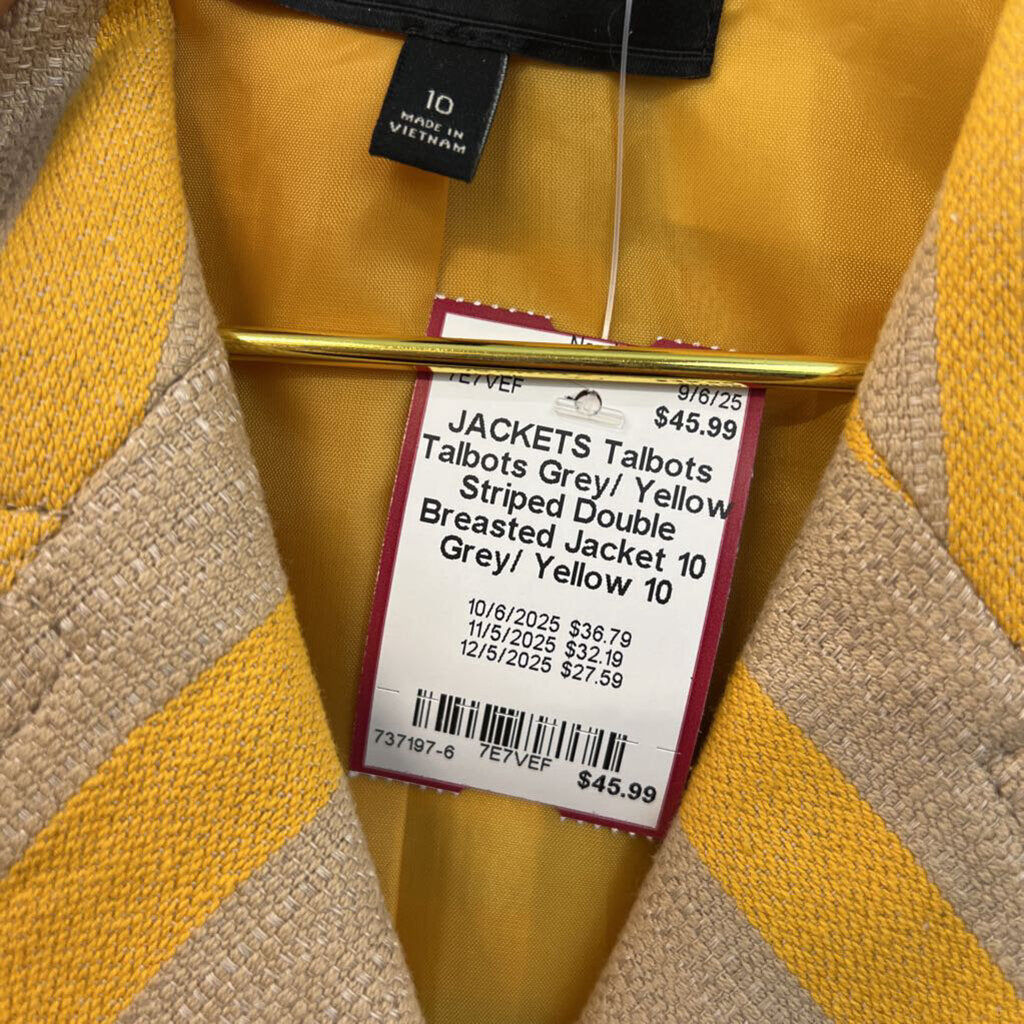 10
MADE IN
VIETNAM
7E7VEF
9/6/25
$45.99
JACKETS Talbots
Talbots Grey/ Yellow
Striped Double
Breasted Jacket 10
Grey/ Yellow 10
10/6/2025 $36.79
11/5/2025 $32.19
12/5/2025 $27.59
737197-6 7E7VEF
$45.99